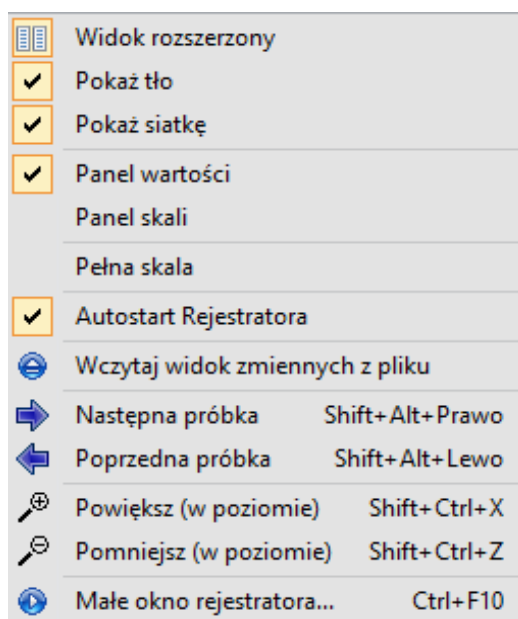 Widok rozszerzony
Pokaż tło
Pokaż siatkę
Panel wartości
Panel skali
Pełna skala
Autostart Rejestratora
Wczytaj widok zmiennych z pliku
Następna próbka Shift+Alt+Prawo
Poprzedna próbka Shift+Alt+Lewo
Powiększ (w poziomie) Shift+Ctrl+X
Pomniejsz (w poziomie) Shift+Ctrl+Z
Małe okno rejestratora... Ctrl+F10